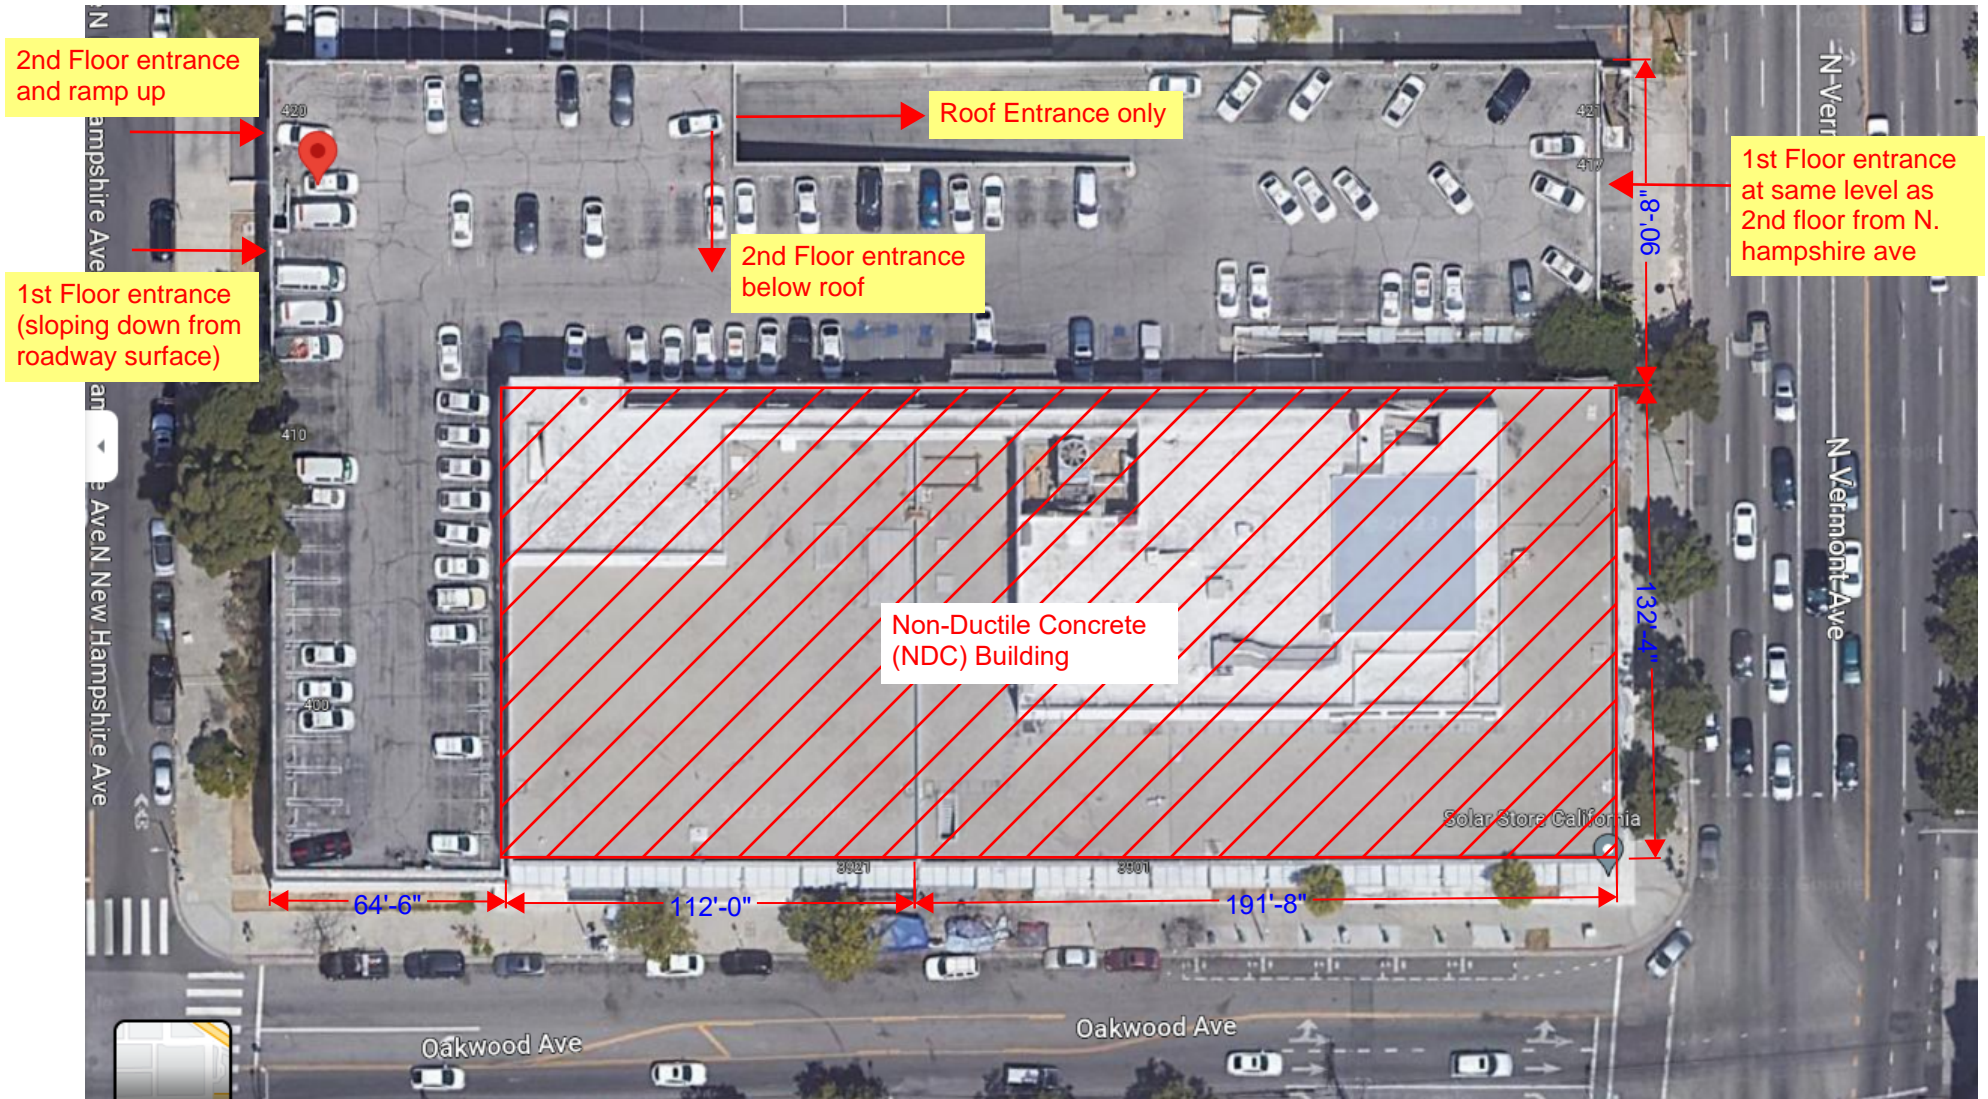 2nd Floor entrance
and ramp up
420
Roof Entrance only
421
417
1st Floor entrance
at same level as
2nd floor from N.
hampshire ave
90'-8"
2nd Floor entrance
below roof
1st Floor entrance
(sloping down from
roadway surface)
410
N Vermont Ave
132'-4"
Non-Ductile Concrete
(NDC) Building
400
Ave N New Hampshire Ave
Solar Store California
3921
3901
64'-6"
112'-0"
191'-8"
Oakwood Ave
Oakwood Ave